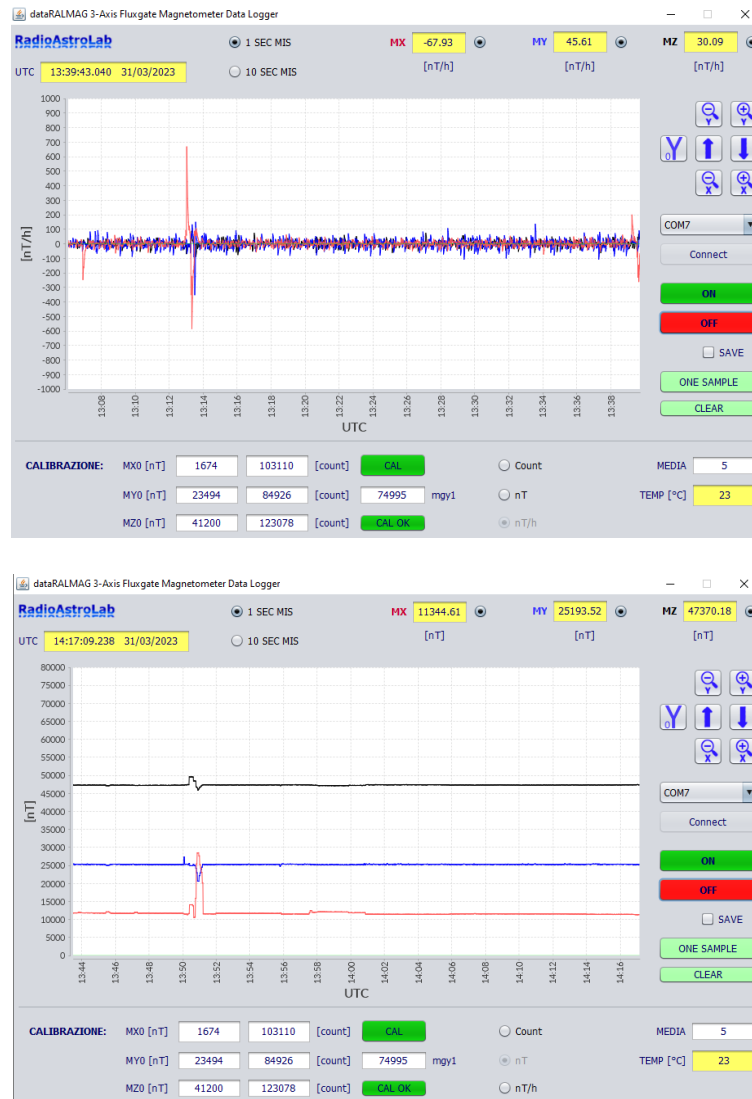 dataRALMAG 3-Axis Fluxgate Magnetometer Data Logger
RadioAstroLab 1 SEC MIS MX -67.93 MY 45.61 MZ 30.09
[nT/h] [nT/h] [nT/h]
UTC 13:39:43.040 31/03/2023 10 SEC MIS
1000
900
800
700
600
500
400
300
200
100
0
-100
-200
-300
-400
-500
-600
-700
-800
-900
-1000
[nT/h]
13:08 13:10 13:12 13:14 13:16 13:18 13:20 13:22 13:24 13:26 13:28 13:30 13:32 13:34 13:36 13:38
UTC
Y
Y
Y0
X
X
COM7
Connect
ON
OFF
SAVE
ONE SAMPLE
CLEAR
CALIBRAZIONE: MX0 [nT] 1674 103110 [count] CAL Count MEDIA 5
MY0 [nT] 23494 84926 [count] 74995 mgy1 nT TEMP [°C] 23
MZ0 [nT] 41200 123078 [count] CAL OK nT/h
dataRALMAG 3-Axis Fluxgate Magnetometer Data Logger
RadioAstroLab 1 SEC MIS MX 11344.61 MY 25193.52 MZ 47370.18
[nT] [nT] [nT]
UTC 14:17:09.238 31/03/2023 10 SEC MIS
80000
75000
70000
65000
60000
55000
50000
45000
40000
35000
30000
25000
20000
15000
10000
5000
0
[nT]
13:44 13:46 13:48 13:50 13:52 13:54 13:56 13:58 14:00 14:02 14:04 14:06 14:08 14:10 14:12 14:14 14:16
UTC
Y
Y
Y0
X
X
COM7
Connect
ON
OFF
SAVE
ONE SAMPLE
CLEAR
CALIBRAZIONE: MX0 [nT] 1674 103110 [count] CAL Count MEDIA 5
MY0 [nT] 23494 84926 [count] 74995 mgy1 nT TEMP [°C] 23
MZ0 [nT] 41200 123078 [count] CAL OK nT/h